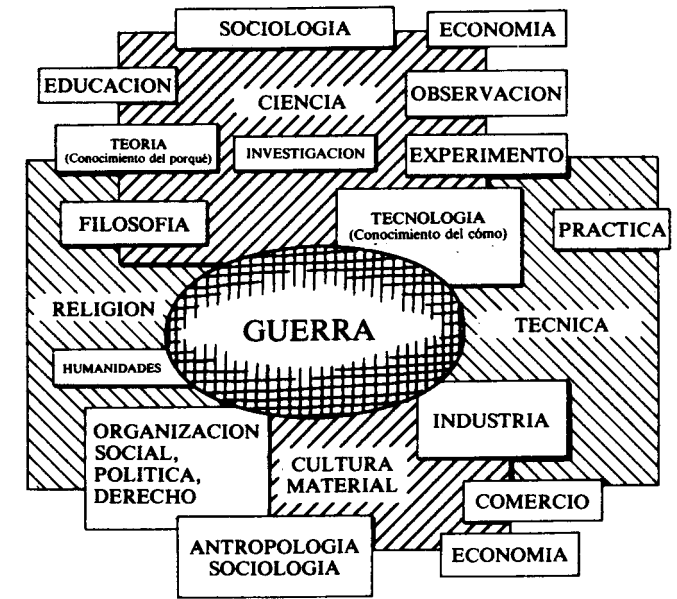 SOCIOLOGIA
ECONOMIA
EDUCACION
CIENCIA
OBSERVACION
TEORIA
(Conocimiento del porqué)
INVESTIGACION
EXPERIMENTO
FILOSOFIA
TECNOLOGIA
(Conocimiento del cómo)
PRACTICA
RELIGION
GUERRA
TECNICA
HUMANIDADES
ORGANIZACION
SOCIAL,
POLITICA,
DERECHO
INDUSTRIA
CULTURA
MATERIAL
COMERCIO
ANTROPOLOGIA
SOCIOLOGIA
ECONOMIA